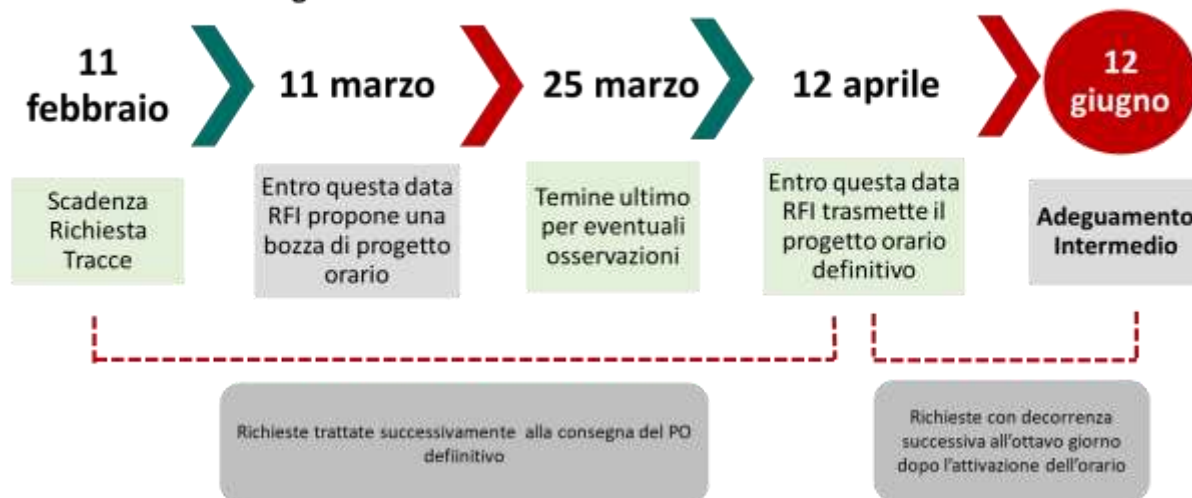 11
febbraio
11 marzo
25 marzo
12 aprile
12
giugno
Scadenza
Richiesta
Tracce
Entro questa data
RFI propone una
bozza di progetto
orario
Temine ultimo
per eventuali
osservazioni
Entro questa data
RFI trasmette il
progetto orario
definitivo
Adeguamento
Intermedio
Richieste trattate successivamente alla consegna del PO
defiinitivo
Richieste con decorrenza
successiva all'ottavo giorno
dopo l'attivazione dell'orario